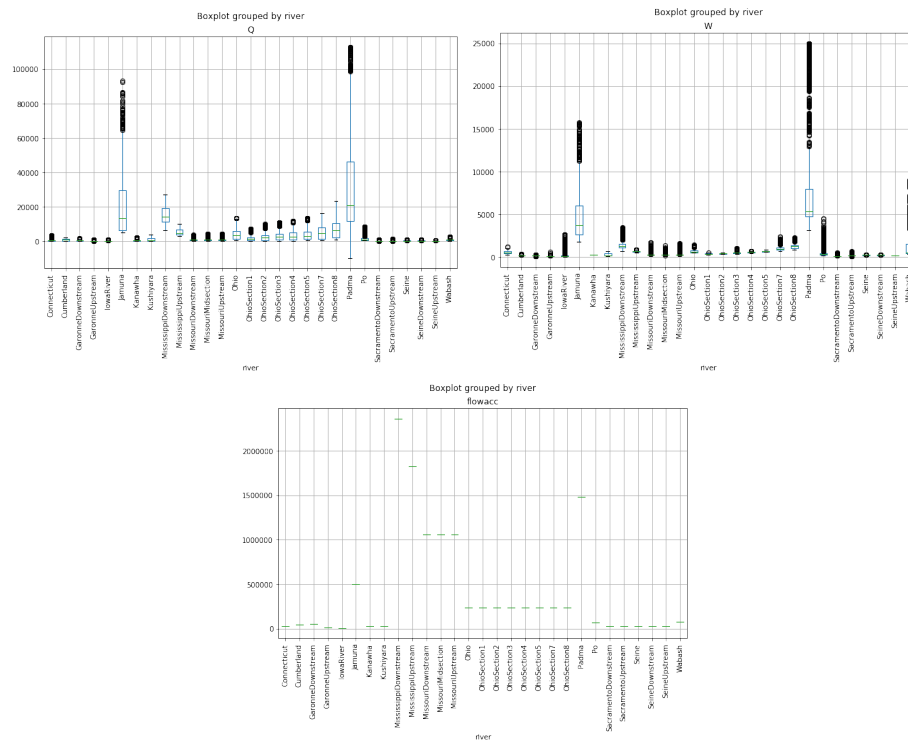 Boxplot grouped by river
Q
100000
80000
60000
40000
20000
0
Connecticut
Cumberland
GaronneDownstream
GaronneUpstream
IowaRiver
Jamuna
Kanawha
Kushiyara
MississippiDownstream
MississippiUpstream
MissouriDownstream
MissouriMidsection
MissouriUpstream
Ohio
OhioSection1
OhioSection2
OhioSection3
OhioSection4
OhioSection5
OhioSection7
OhioSection8
Padma
Po
SacramentoDownstream
SacramentoUpstream
Seine
SeineDownstream
SeineUpstream
Wabash
river
Boxplot grouped by river
W
25000
20000
15000
10000
5000
0
Connecticut
Cumberland
GaronneDownstream
GaronneUpstream
IowaRiver
Jamuna
Kanawha
Kushiyara
MississippiDownstream
MississippiUpstream
MissouriDownstream
MissouriMidsection
MissouriUpstream
Ohio
OhioSection1
OhioSection2
OhioSection3
OhioSection4
OhioSection5
OhioSection7
OhioSection8
Padma
Po
SacramentoDownstream
SacramentoUpstream
Seine
SeineDownstream
SeineUpstream
river
Boxplot grouped by river
flowacc
2000000
1500000
1000000
500000
0
Connecticut
Cumberland
GaronneDownstream
GaronneUpstream
IowaRiver
Jamuna
Kanawha
Kushiyara
MississippiDownstream
MississippiUpstream
MissouriDownstream
MissouriMidsection
MissouriUpstream
Ohio
OhioSection1
OhioSection2
OhioSection3
OhioSection4
OhioSection5
OhioSection7
OhioSection8
Padma
Po
SacramentoDownstream
SacramentoUpstream
Seine
SeineDownstream
SeineUpstream
Wabash
river